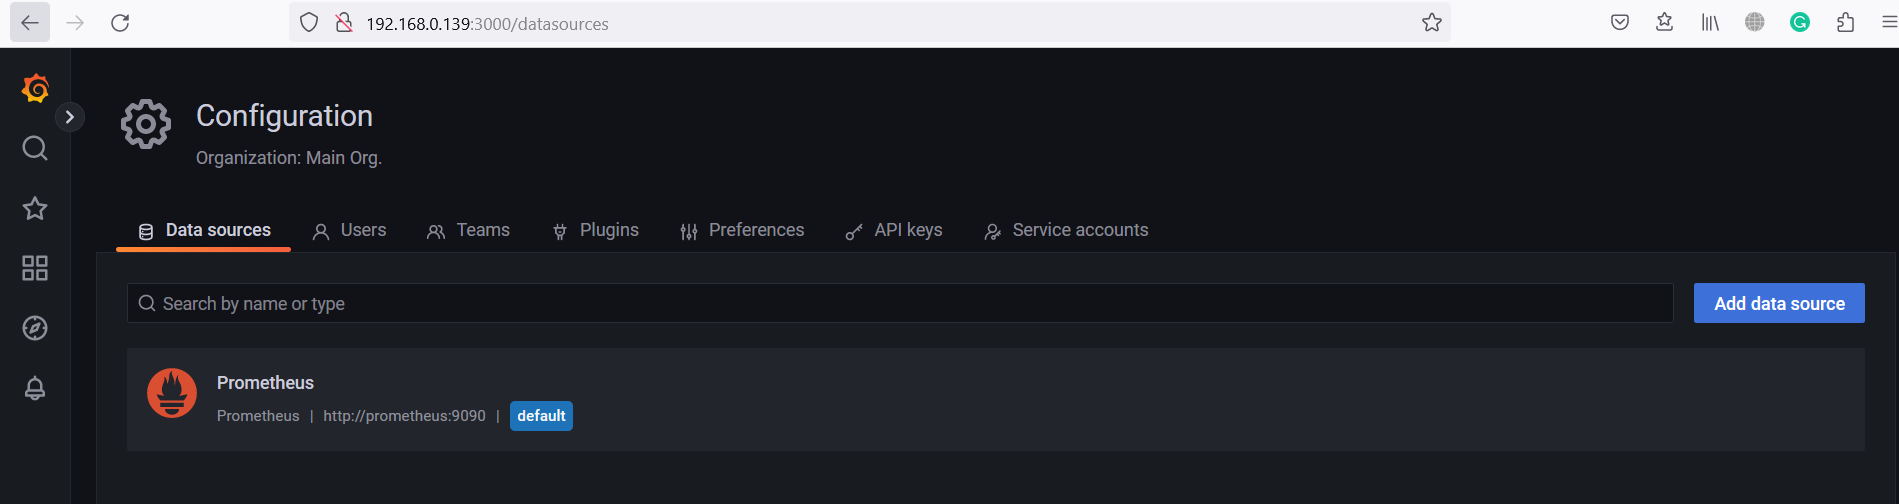 192.168.0.139:3000/datasources
Configuration
Organization: Main Org.
Data sources Users Teams Plugins Preferences API keys Service accounts
Search by name or type Add data source
Prometheus
Prometheus | http://prometheus:9090 | default